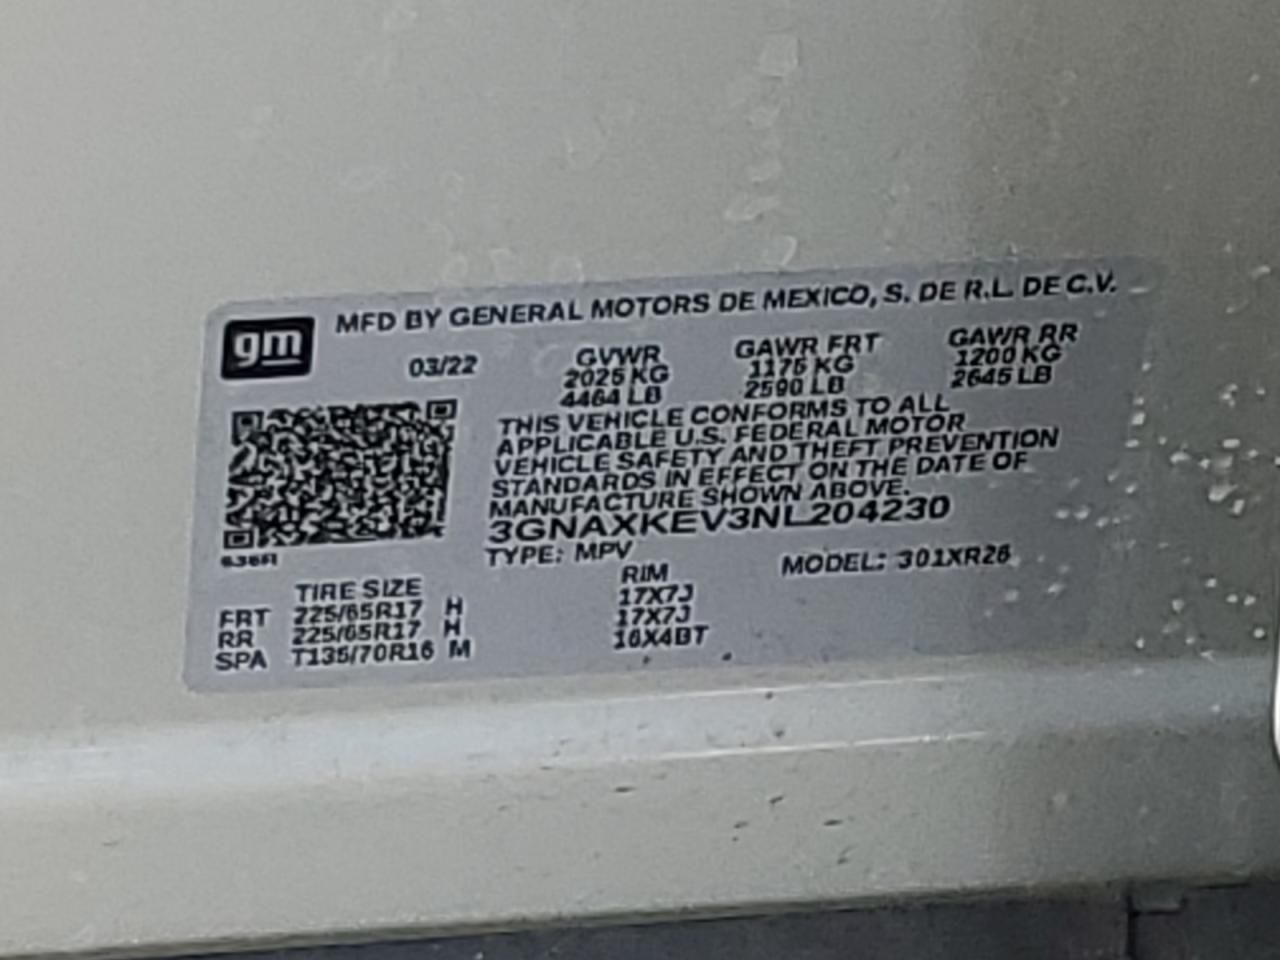 gm MFD BY GENERAL MOTORS DE MEXICO, S. DE R.L. DE C.V.
03/22 GVWR GAWR FRT GAWR RR
2025 KG 1175 KG 1200 KG
4464 LB 2590 LB 2645 LB
THIS VEHICLE CONFORMS TO ALL
APPLICABLE U.S. FEDERAL MOTOR
VEHICLE SAFETY AND THEFT PREVENTION
STANDARDS IN EFFECT ON THE DATE OF
MANUFACTURE SHOWN ABOVE.
3GNAXKEV3NL204230
TYPE: MPV MODEL: 301XR26
TIRE SIZE RIM
FRT 225/65R17 H 17X7J
RR 225/65R17 H 17X7J
SPA T135/70R16 M 16X4BT